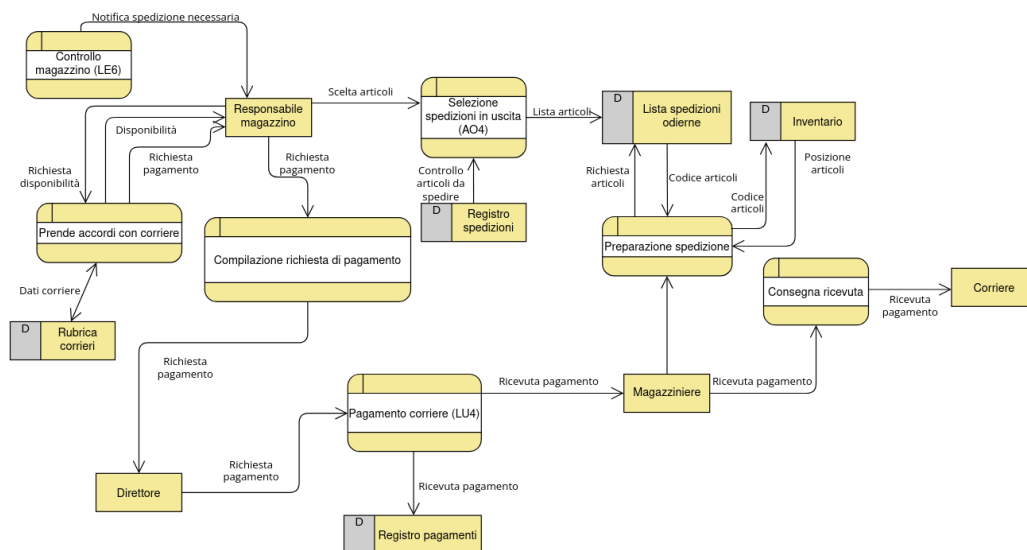 Notifica spedizione necessaria
Controllo
magazzino (LE6)
Responsabile
magazzino
Scelta articoli
Selezione
spedizioni in uscita
(AO4)
Lista articoli
D
Lista spedizioni
odierne
D
Inventario
Disponibilità
Richiesta
disponibilità
Richiesta
pagamento
Richiesta
pagamento
Controllo
articoli da
spedire
Richiesta
articoli
Codice articoli
Posizione
articoli
Codice
articoli
D
Registro
spedizioni
Prende accordi con corriere
Compilazione richiesta di pagamento
Preparazione spedizione
Dati corriere
Consegna ricevuta
Ricevuta
pagamento
Corriere
D
Rubrica
corrieri
Richiesta
pagamento
Ricevuta pagamento
Magazziniere
Ricevuta pagamento
Pagamento corriere (LU4)
Richiesta
pagamento
Direttore
Ricevuta pagamento
D
Registro pagamenti